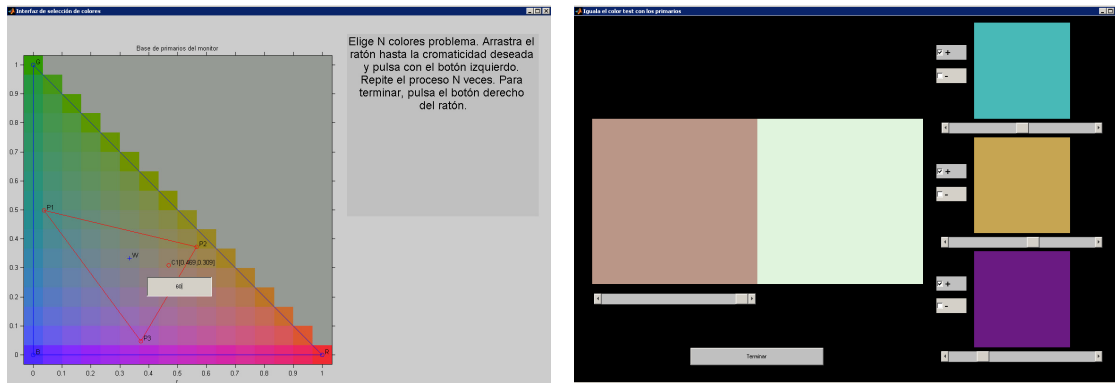 Interfaz de selección de colores
Base de primarios del monitor
Elige N colores problema. Arrastra el
ratón hasta la cromaticidad deseada
y pulsa con el botón izquierdo.
Repite el proceso N veces. Para
terminar, pulsa el botón derecho
del ratón.
G
1
0.9
0.8
0.7
0.6
0.5
0.4
0.3
0.2
0.1
0
P1
P2
W
C1[0.469,0.309]
60
P3
B
R
0
0.1
0.2
0.3
0.4
0.5
0.6
0.7
0.8
0.9
1
r
Iguala el color test con los primarios
+
-
+
-
+
-
Terminar